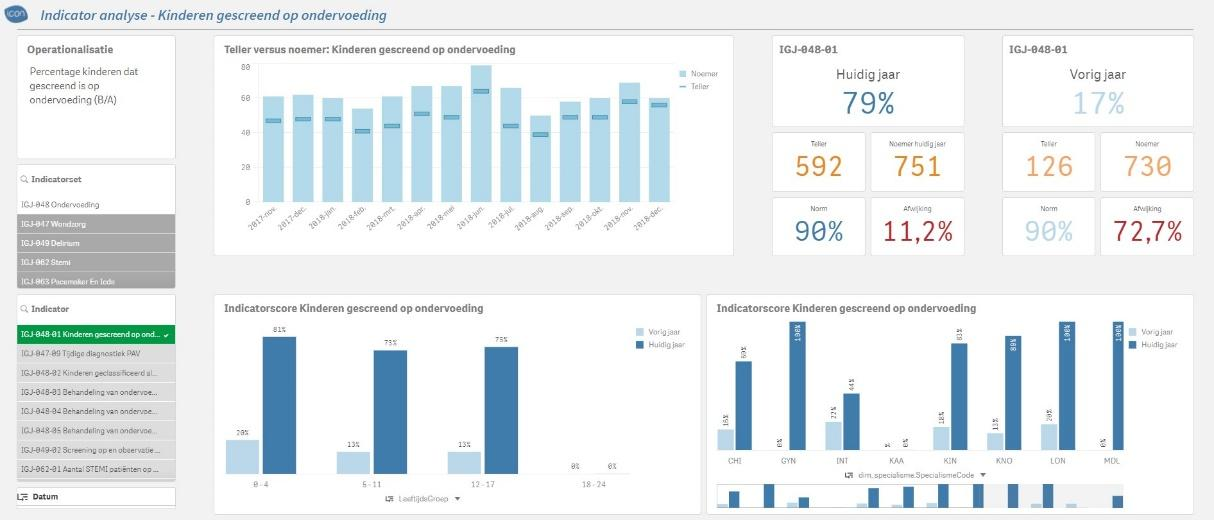 icon
Indicator analyse - Kinderen gescreend op ondervoeding
Operationalisatie
Percentage kinderen dat
gescreend is op
ondervoeding (B/A)
Indicatorset
IGJ-048 Ondervoeding
IGJ-047 Wondzorg
IGJ-049 Delirium
IGJ-062 Stemi
IGJ-063 Pacemaker En Icds
Indicator
IGJ-048-01 Kinderen gescreend op ond...
IGJ-047-09 Tijdige diagnostiek PAV
IGJ-048-02 Kinderen geclassificeerd al...
IGJ-048-03 Behandeling van ondervoe...
IGJ-048-04 Behandeling van ondervoe...
IGJ-048-05 Behandeling van ondervoe...
IGJ-049-02 Screening op en observatie ...
IGJ-062-01 Aantal STEMI patiënten op ...
Datum
Teller versus noemer: Kinderen gescreend op ondervoeding
80
60
40
20
0
2017-nov.
2017-dec.
2018-jan.
2018-feb.
2018-mrt.
2018-apr.
2018-mei
2018-jun.
2018-jul.
2018-aug.
2018-sep.
2018-okt.
2018-nov.
2018-dec.
Noemer
Teller
IGJ-048-01
Huidig jaar
79%
Teller
592
Noemer huidig jaar
751
Norm
90%
Afwijking
11,2%
IGJ-048-01
Vorig jaar
17%
Teller
126
Noemer
730
Norm
90%
Afwijking
72,7%
Indicatorscore Kinderen gescreend op ondervoeding
20% 81%
13% 73%
13% 75%
0% 0%
0-4 5-11 12-17 18-24
LeeftijdsGroep
Vorig jaar
Huidig jaar
Indicatorscore Kinderen gescreend op ondervoeding
16% 69%
0% 100%
22% 44%
% 0%
18% 83%
13%
20% 100%
0% 100%
CHI GYN INT KAA KIN KNO LON MDL
dim_specialisme.SpecialismeCode
Vorig jaar
Huidig jaar